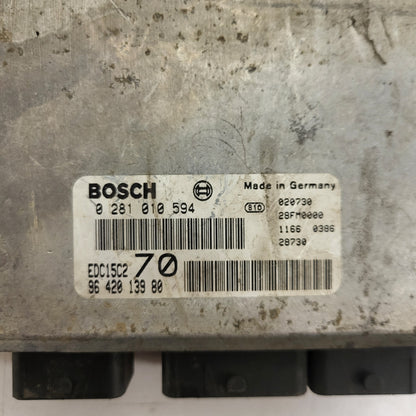 BOSCH Made in Germany
0 281 010 594 S10 020730
28FM0000
1166 0386
28730
EDC15C2 70
96 420 139 80